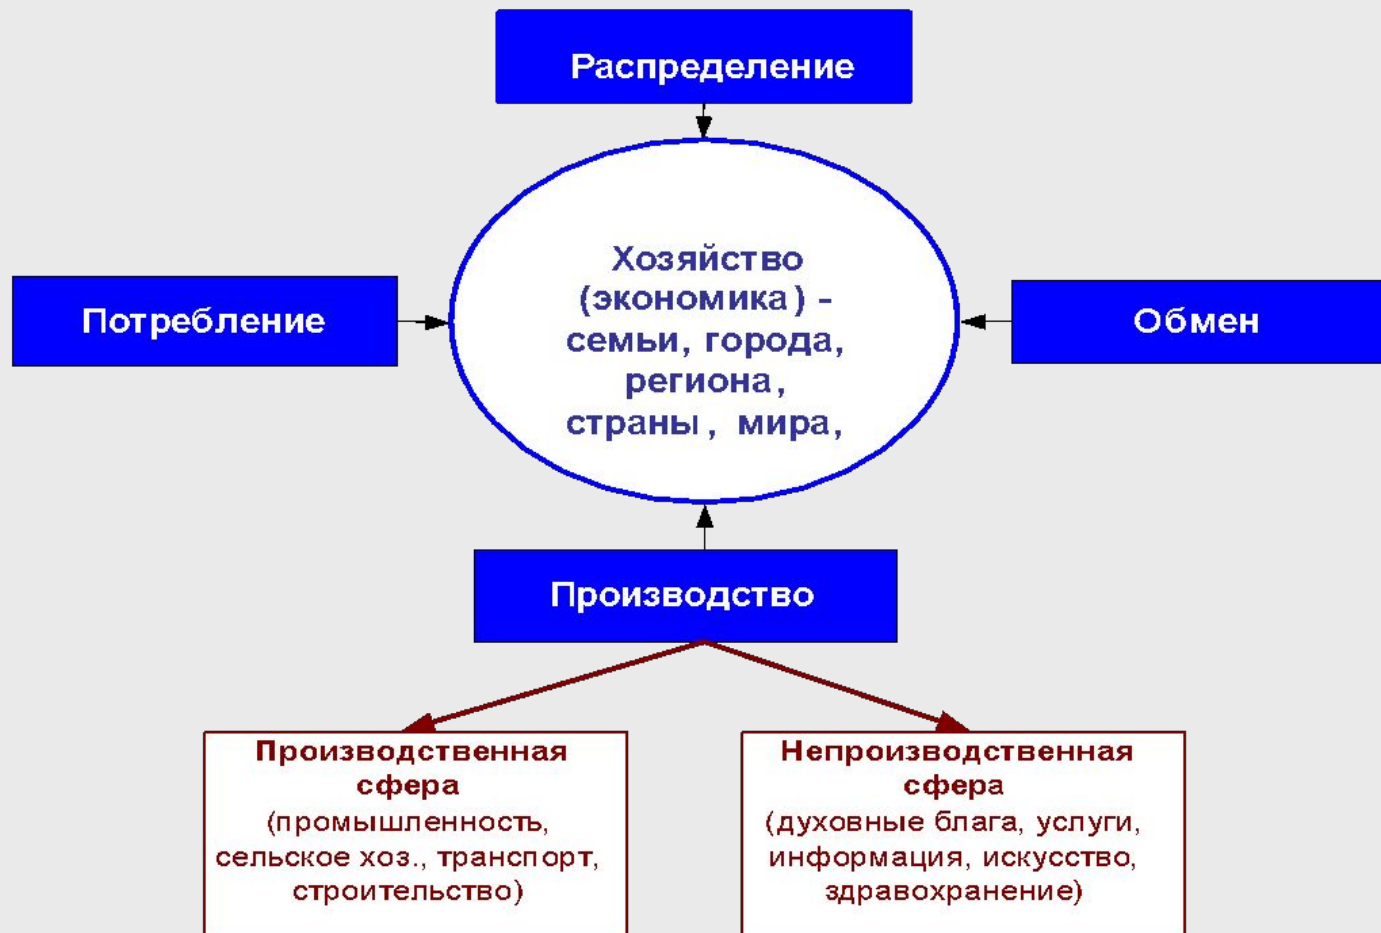 Распределение
Хозяйство
(экономика) -
семьи, города,
региона,
страны, мира,
Потребление
Обмен
Производство
Производственная
сфера
(промышленность,
сельское хоз., транспорт,
строительство)
Непроизводственная
сфера
(духовные блага, услуги,
информация, искусство,
здравохранение)